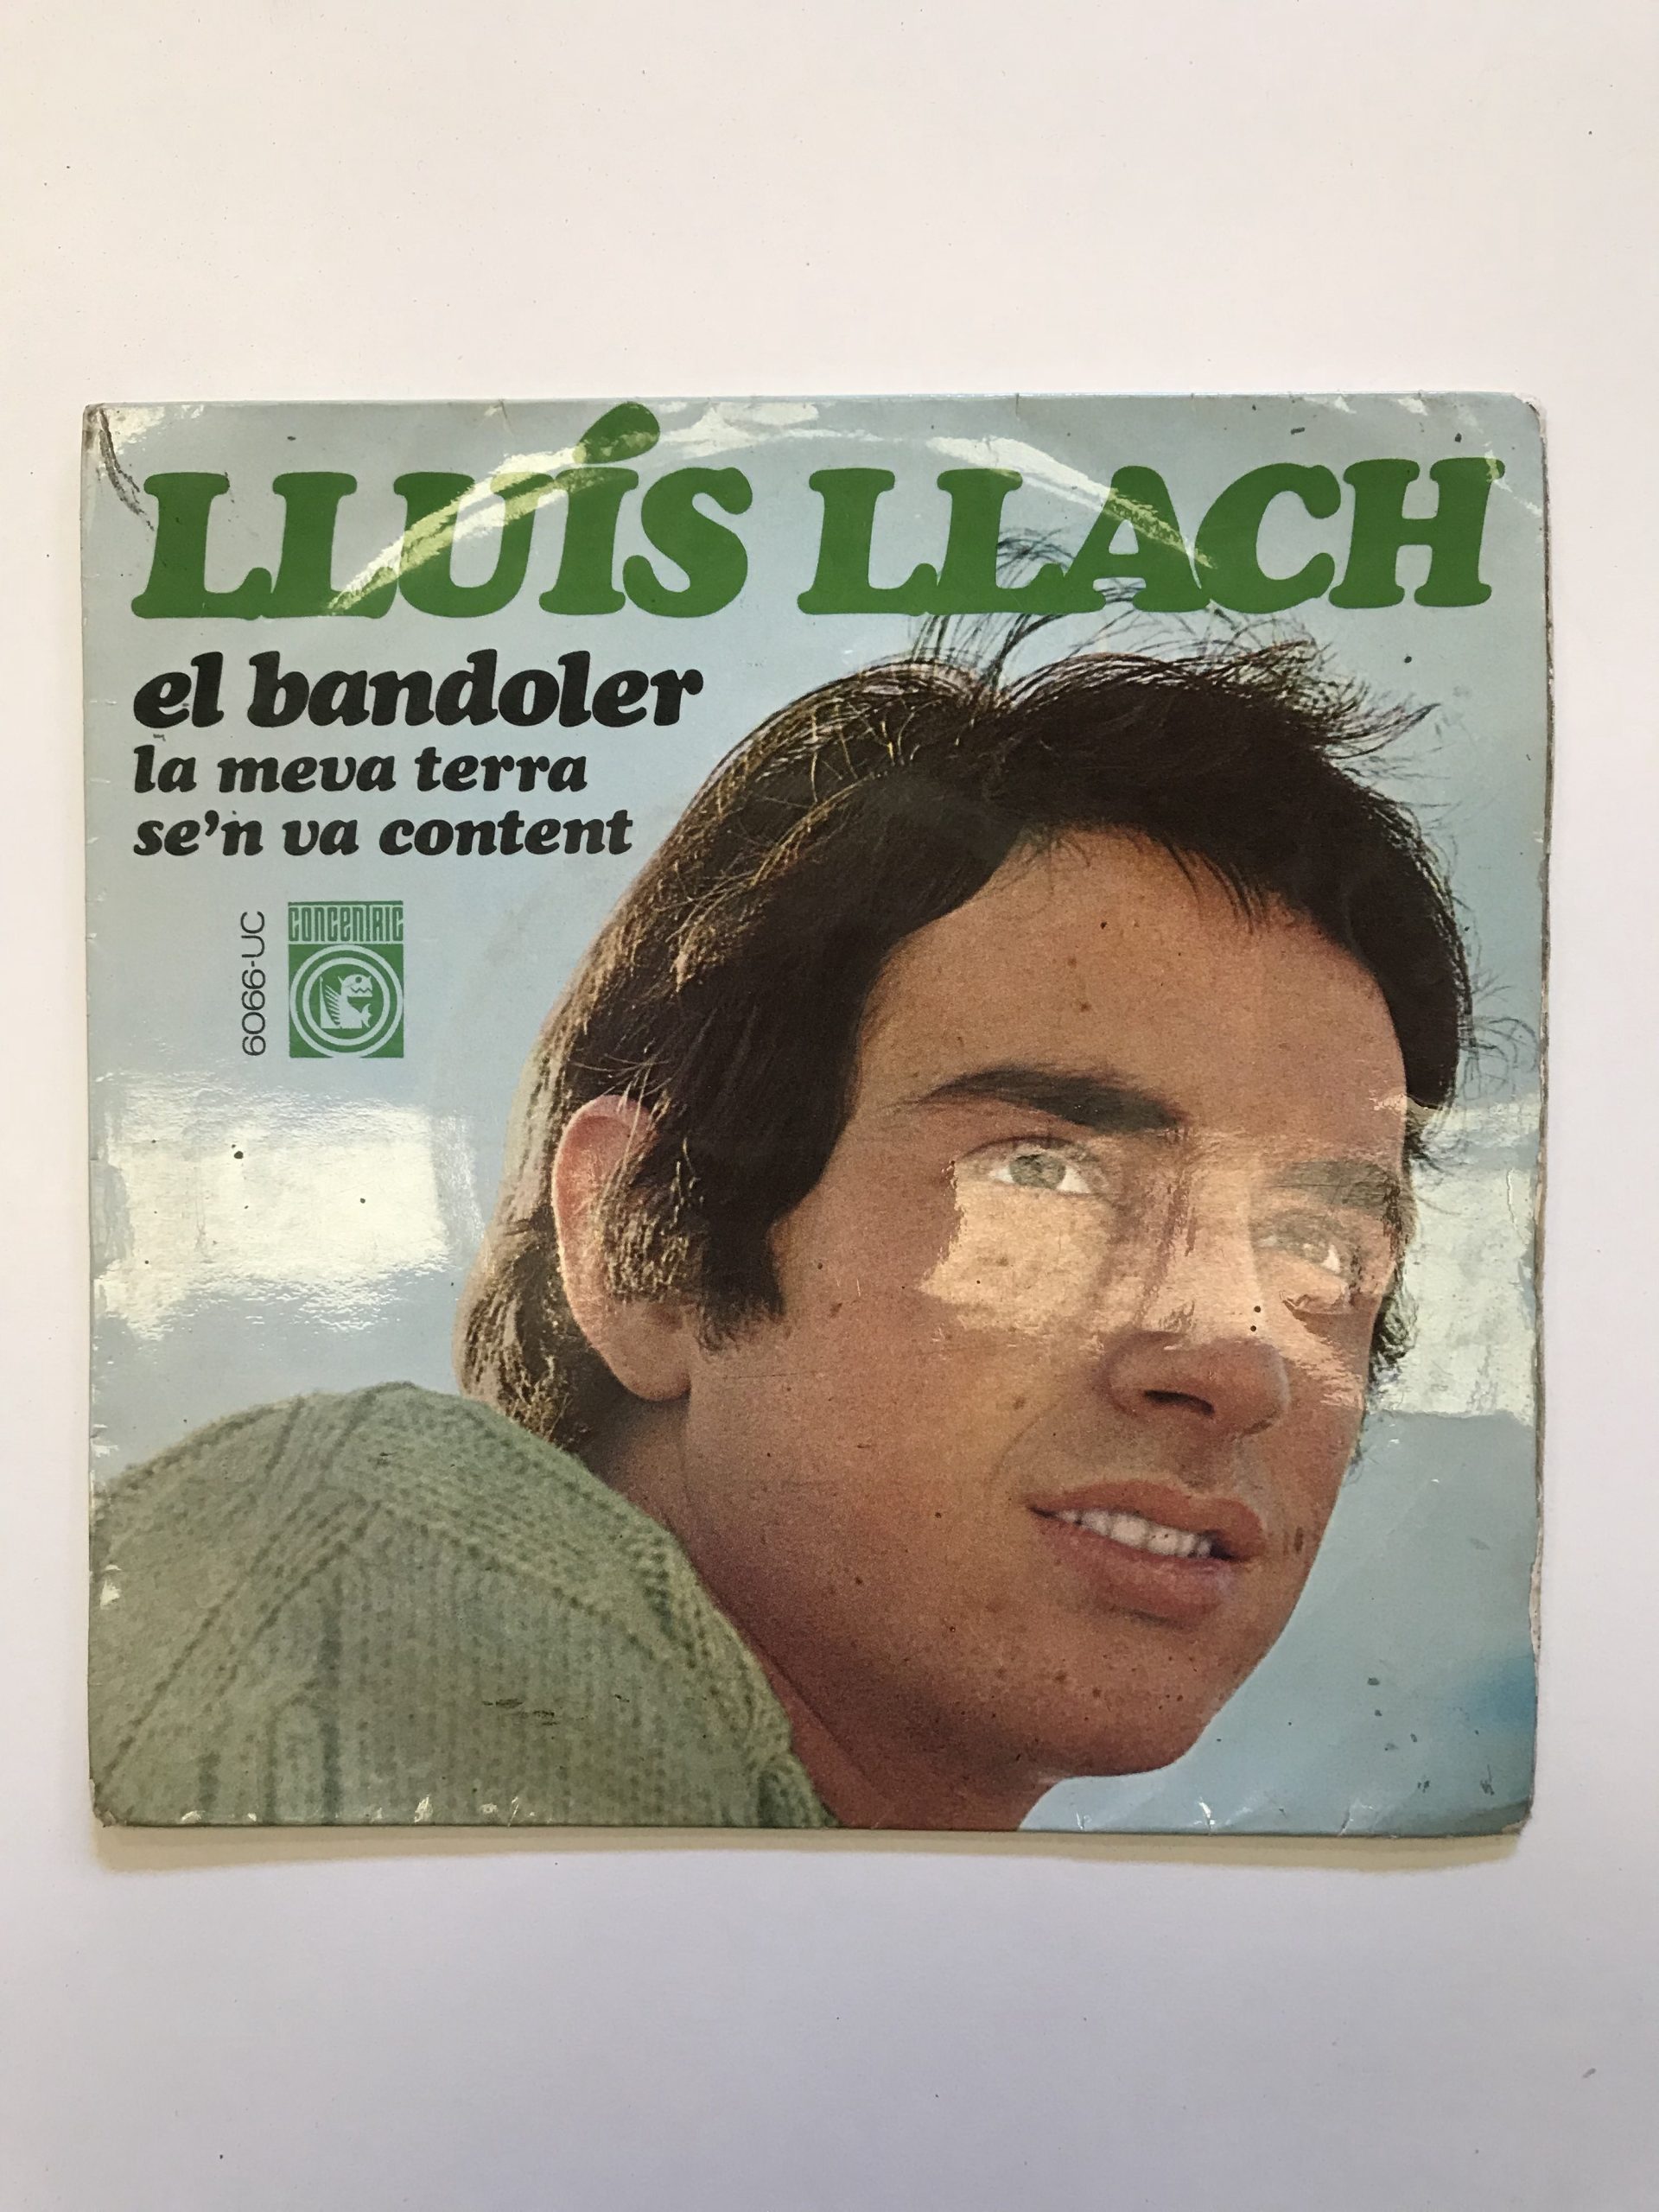 LLUÍS LLACH
el bandoler
la meva terra
se'n va content
6066-UC
CONCENTRIC